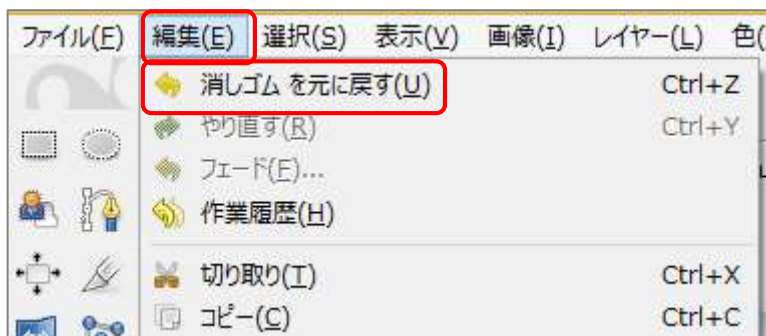 ファイル(F) 編集(E) 選択(S) 表示(V) 画像(I) レイヤー(L) 色(
消しゴム を元に戻す(U) Ctrl+Z
やり直す(R) Ctrl+Y
フェード(F)...
作業履歴(H)
切り取り(T) Ctrl+X
コピー(C) Ctrl+C